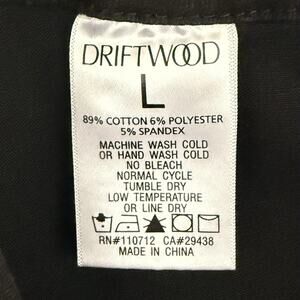 DRIFTWOOD
L
89% COTTON 6% POLYESTER
5% SPANDEX
MACHINE WASH COLD
OR HAND WASH COLD
NO BLEACH
NORMAL CYCLE
TUMBLE DRY
LOW TEMPERATURE
OR LINE DRY
RN#110712 CA#29438
MADE IN CHINA